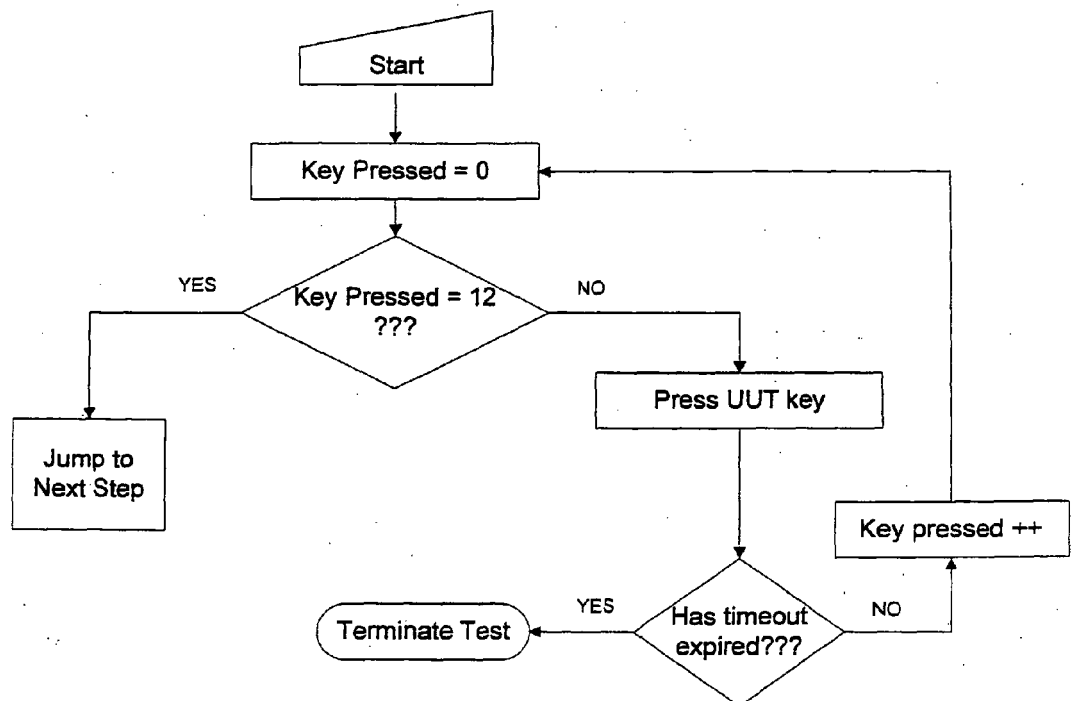 Start
Key Pressed = 0
YES
Key Pressed = 12
???
NO
Press UUT key
Jump to
Next Step
Key pressed ++
YES
Has timeout
expired???
NO
Terminate Test